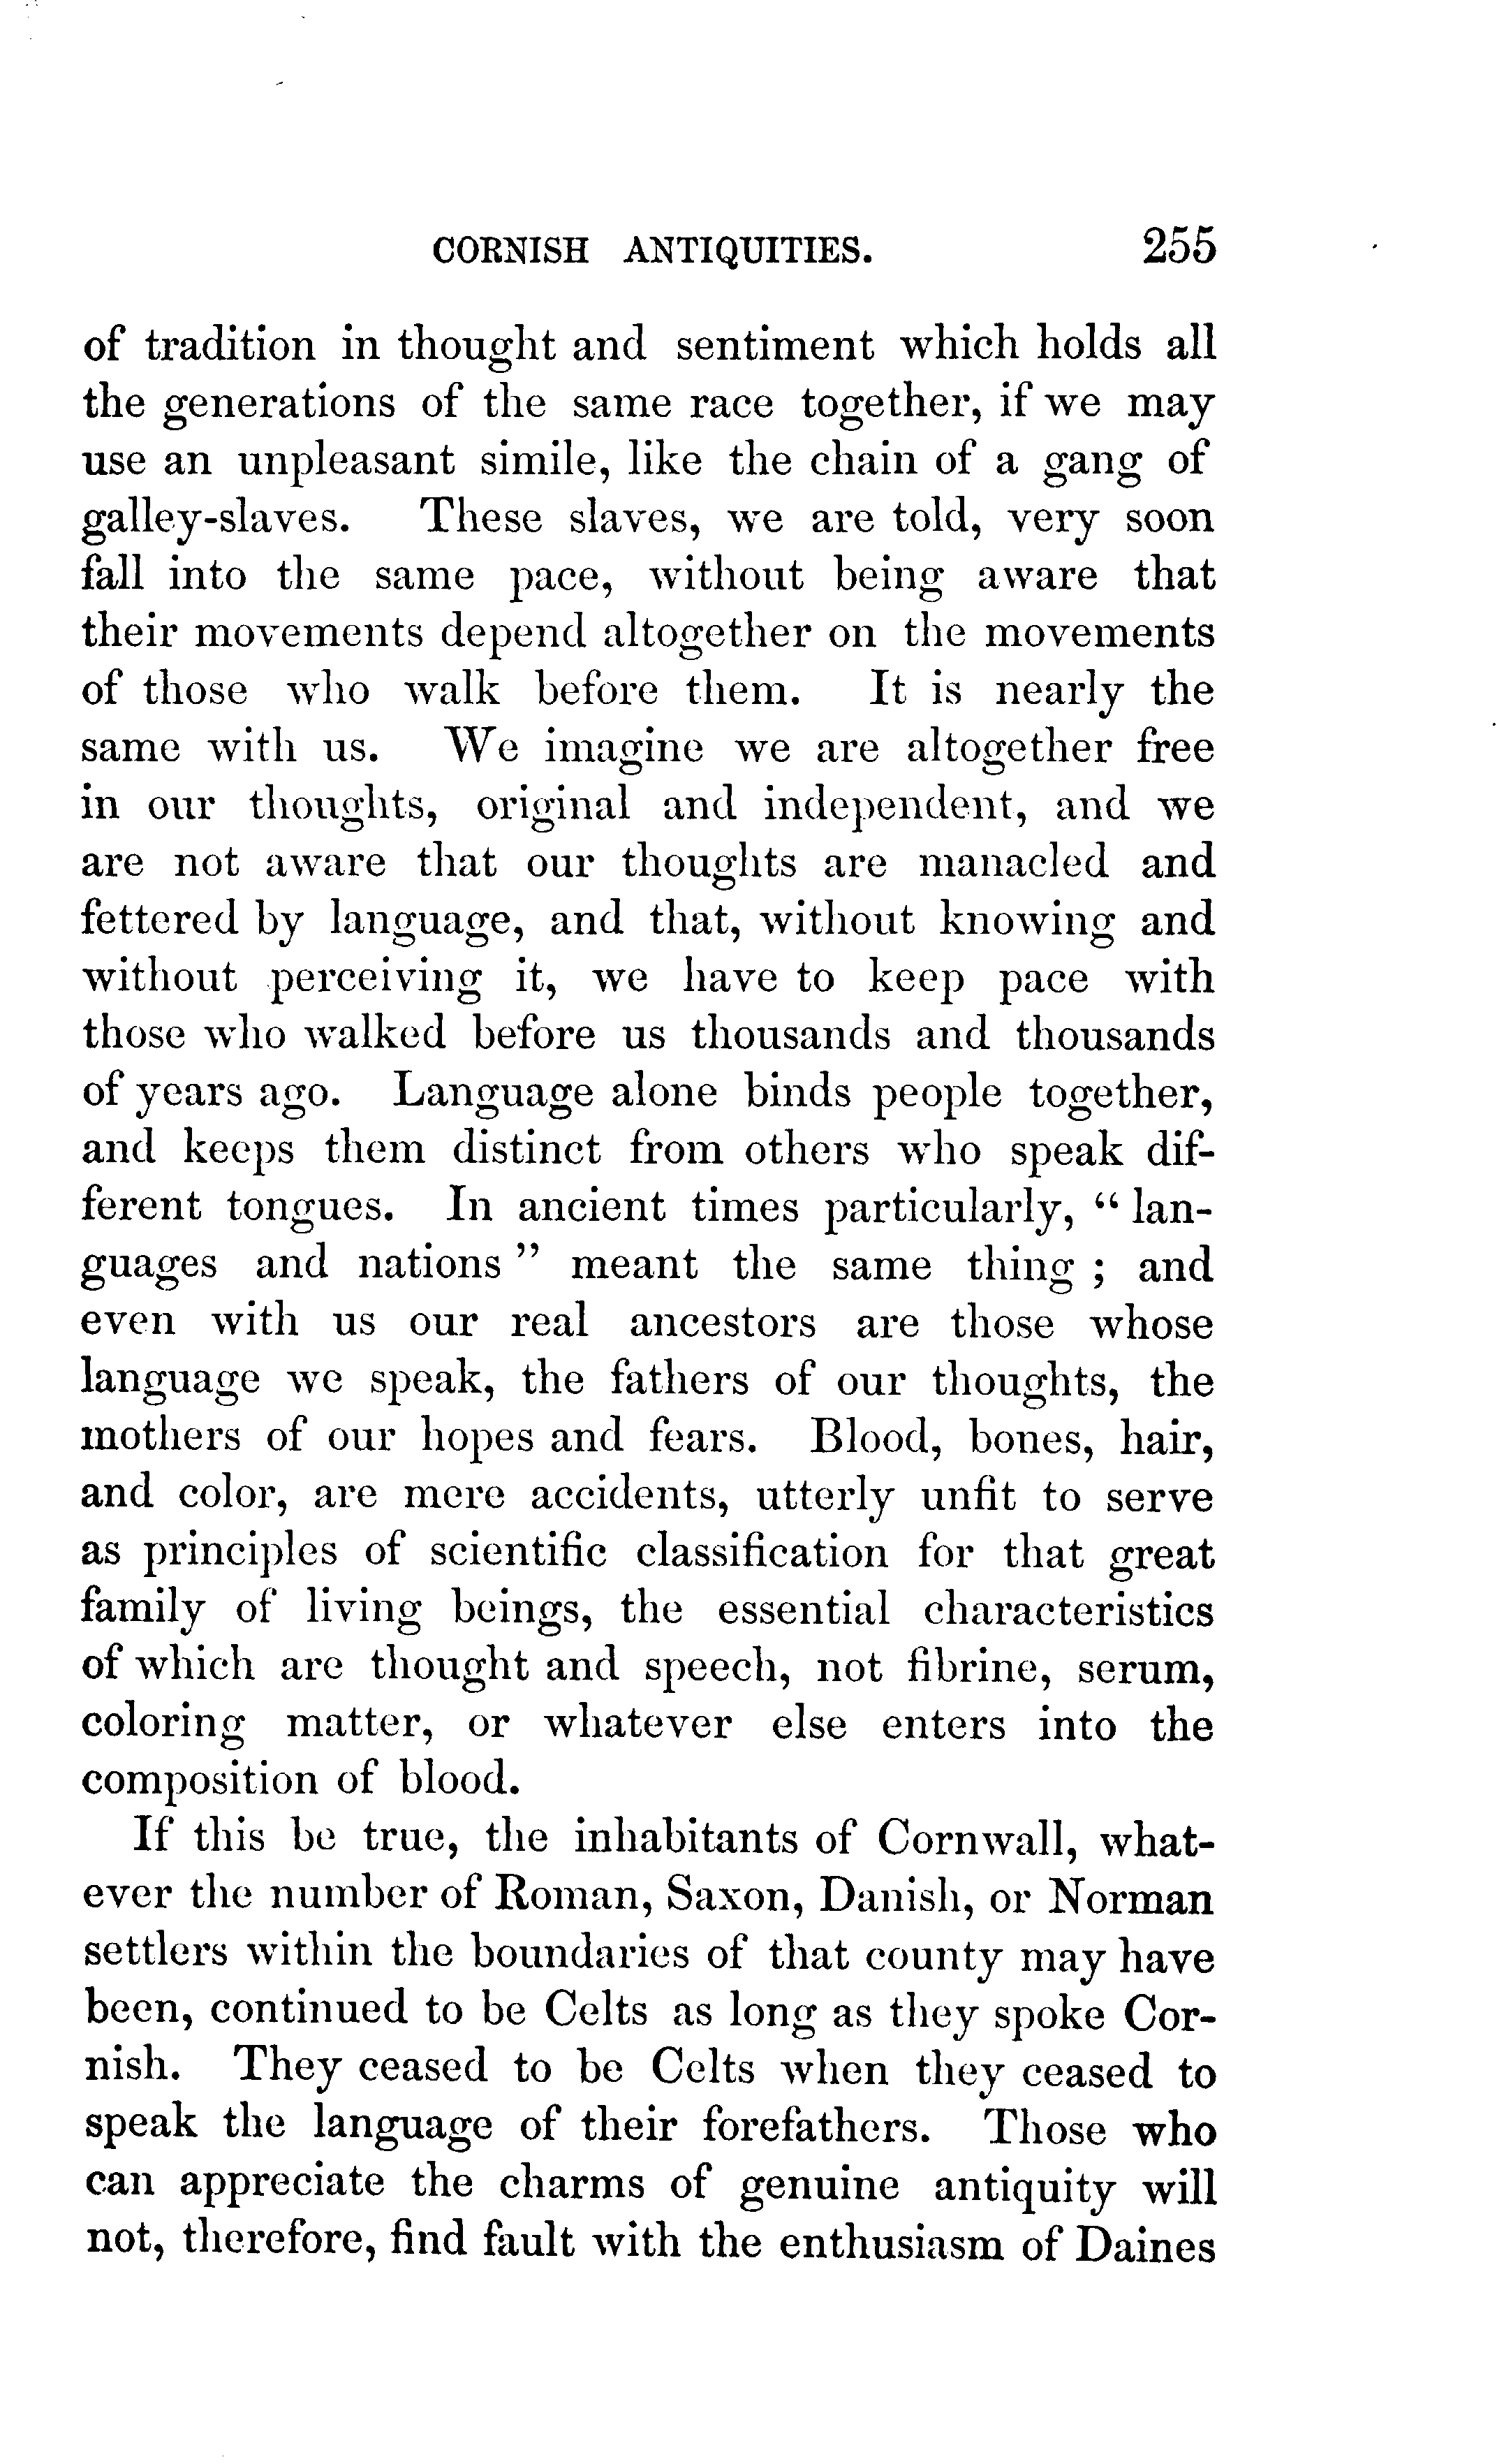 CORNISH ANTIQUITIES. 255
of tradition in thought and sentiment which holds all
the generations of the same race together, if we may
use an unpleasant simile, like the chain of a gang of
galley-slaves. These slaves, we are told, very soon
fall into the same pace, without being aware that
their movements depend altogether on the movements
of those who walk before them. It is nearly the
same with us. We imagine we are altogether free
in our thoughts, original and independent, and we
are not aware that our thoughts are manacled and
fettered by language, and that, without knowing and
without perceiving it, we have to keep pace with
those who walked before us thousands and thousands
of years ago. Language alone binds people together,
and keeps them distinct from others who speak dif-
ferent tongues. In ancient times particularly, “ lan-
guages and nations ” meant the same thing ; and
even with us our real ancestors are those whose
language we speak, the fathers of our thoughts, the
mothers of our hopes and fears. Blood, bones, hair,
and color, are mere accidents, utterly unfit to serve
as principles of scientific classification for that great
family of living beings, the essential characteristics
of which are thought and speech, not fibrine, serum,
coloring matter, or whatever else enters into the
composition of blood.
If this be true, the inhabitants of Cornwall, what-
ever the number of Roman, Saxon, Danish, or Norman
settlers within the boundaries of that county may have
been, continued to be Celts as long as they spoke Cor-
nish. They ceased to be Celts when they ceased to
speak the language of their forefathers. Those who
can appreciate the charms of genuine antiquity will
not, therefore, find fault with the enthusiasm of Daines